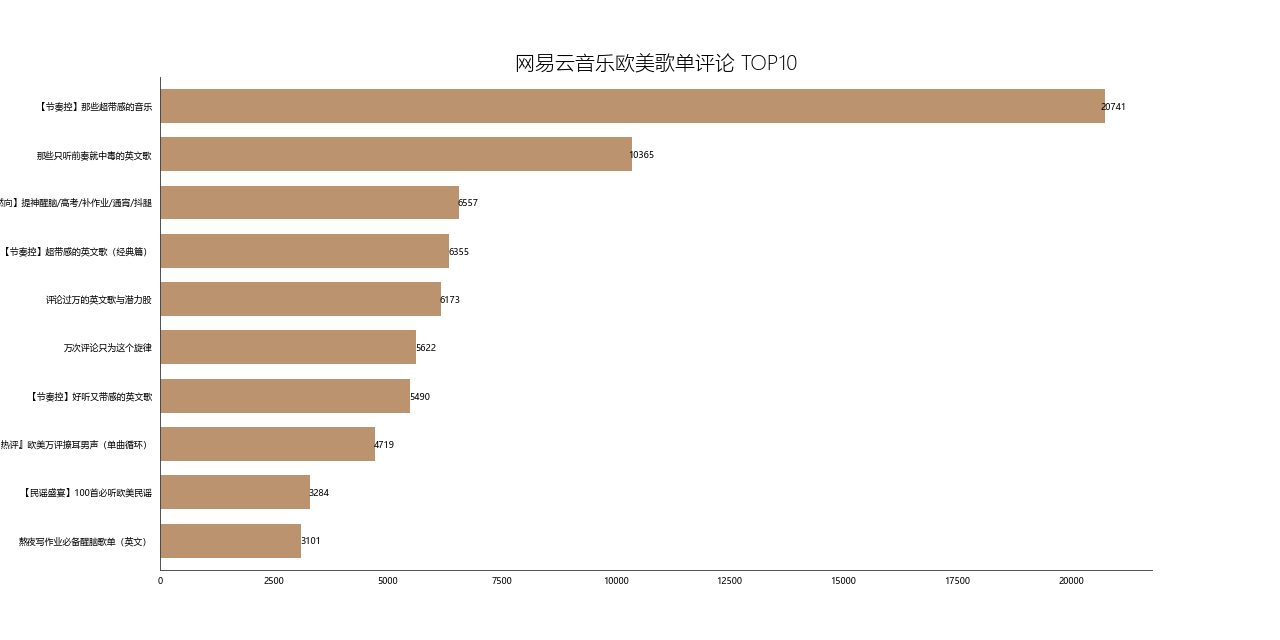 网易云音乐欧美歌单评论 TOP10
【节奏控】那些超带感的音乐 20741
那些只听前奏就中毒的英文歌 10365
向】提神醒脑/高考/补作业/通宵/抖腿 6557
【节奏控】超带感的英文歌（经典篇） 6355
评论过万的英文歌与潜力股 6173
万次评论只为这个旋律 5622
【节奏控】好听又带感的英文歌 5490
热评』欧美万评撩耳男声（单曲循环） 4719
【民谣盛宴】100首必听欧美民谣 3284
熬夜写作业必备醒脑歌单（英文） 3101
0 2500 5000 7500 10000 12500 15000 17500 20000